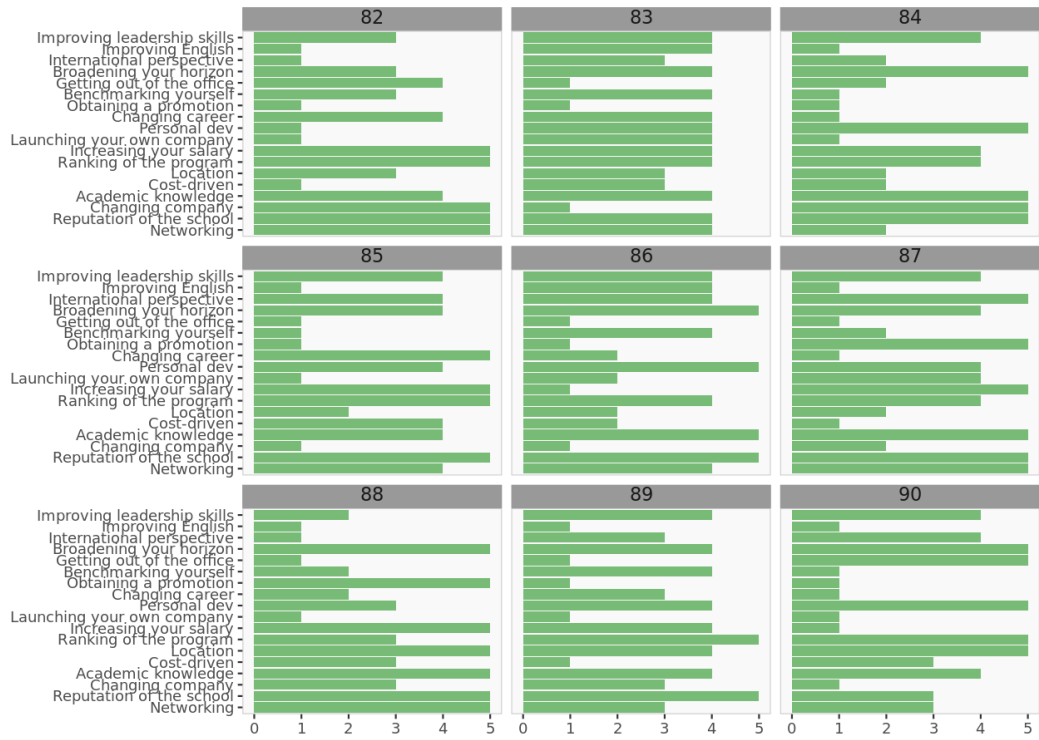 82 83 84
Improving leadership skills
Improving English
International perspective
Broadening your horizon
Getting out of the office
Benchmarking yourself
Obtaining a promotion
Changing career
Personal dev
Launching your own company
Increasing your salary
Ranking of the program
Location
Cost-driven
Academic knowledge
Changing company
Reputation of the school
Networking
85 86 87
Improving leadership skills
Improving English
International perspective
Broadening your horizon
Getting out of the office
Benchmarking yourself
Obtaining a promotion
Changing career
Personal dev
Launching your own company
Increasing your salary
Ranking of the program
Location
Cost-driven
Academic knowledge
Changing company
Reputation of the school
Networking
88 89 90
Improving leadership skills
Improving English
International perspective
Broadening your horizon
Getting out of the office
Benchmarking yourself
Obtaining a promotion
Changing career
Personal dev
Launching your own company
Increasing your salary
Ranking of the program
Location
Cost-driven
Academic knowledge
Changing company
Reputation of the school
Networking
0 1 2 3 4 5 0 1 2 3 4 5 0 1 2 3 4 5